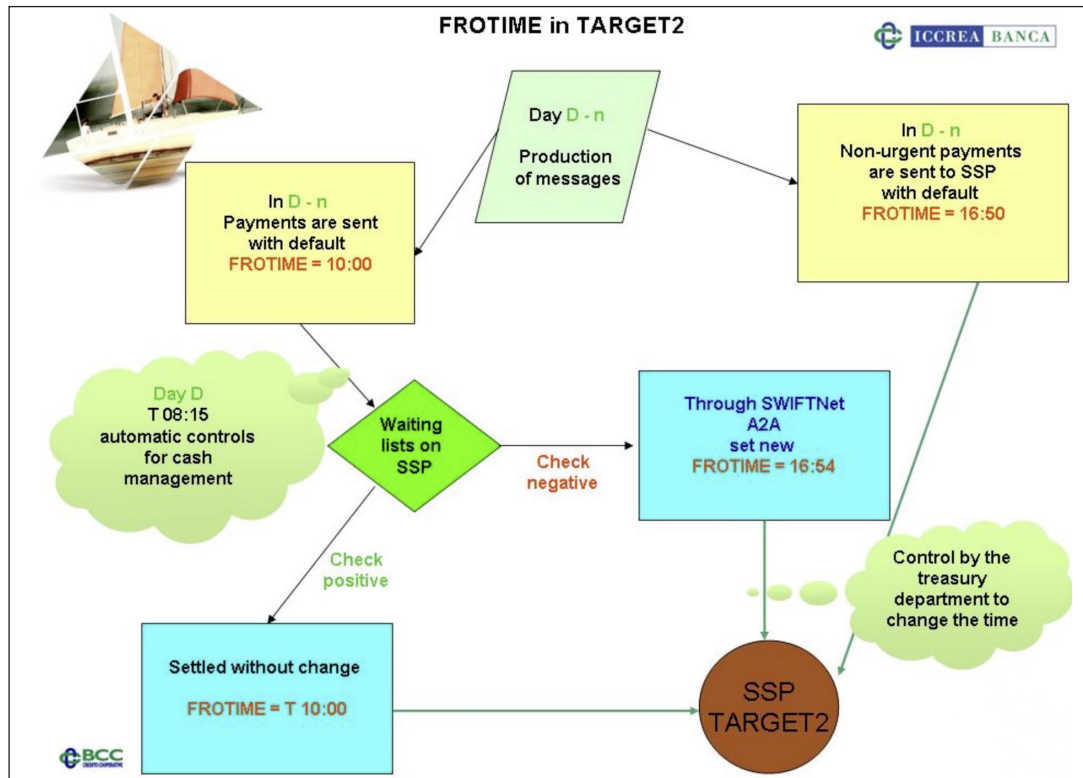 FROTIME in TARGET2
ICCREA BANCA
Day D - n
Production
of messages
In D - n
Payments are sent
with default
FROTIME = 10:00
In D - n
Non-urgent payments
are sent to SSP
with default
FROTIME = 16:50
Day D
T 08:15
automatic controls
for cash
management
Waiting
lists on
SSP
Check
negative
Through SWIFTNet
A2A
set new
FROTIME = 16:54
Check
positive
Control by the
treasury
department to
change the time
Settled without change
FROTIME = T 10:00
SSP
TARGET2
BCC
CREDITO COOPERATIVO